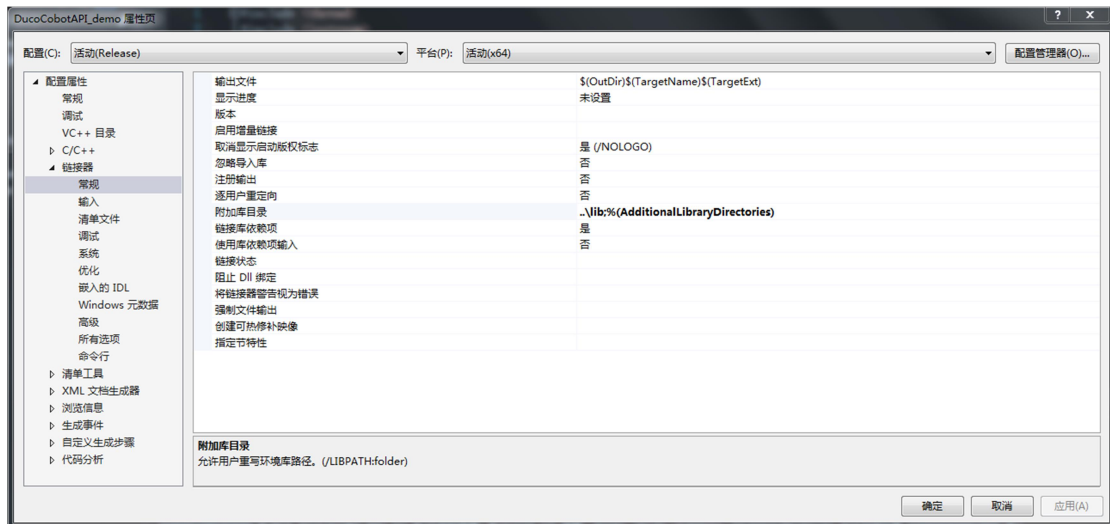 DucoCobotAPI_demo 属性页
配置(C): 活动(Release) 平台(P): 活动(x64) 配置管理器(O)...
配置属性
常规
调试
VC++ 目录
C/C++
链接器
常规
输入
清单文件
调试
系统
优化
嵌入的 IDL
Windows 元数据
高级
所有选项
命令行
清单工具
XML 文档生成器
浏览信息
生成事件
自定义生成步骤
代码分析
输出文件 $(OutDir)$(TargetName)$(TargetExt)
显示进度 未设置
版本
启用增量链接
取消显示启动版权标志 是 (/NOLOGO)
忽略导入库 否
注册输出 否
逐用户重定向 否
附加库目录 ..\lib;%(AdditionalLibraryDirectories)
链接库依赖项 是
使用库依赖项输入 否
链接状态
阻止 Dll 绑定
将链接器警告视为错误
强制文件输出
创建可热修补映像
指定节特性
附加库目录
允许用户重写环境库路径。(/LIBPATH:folder)
确定 取消 应用(A)